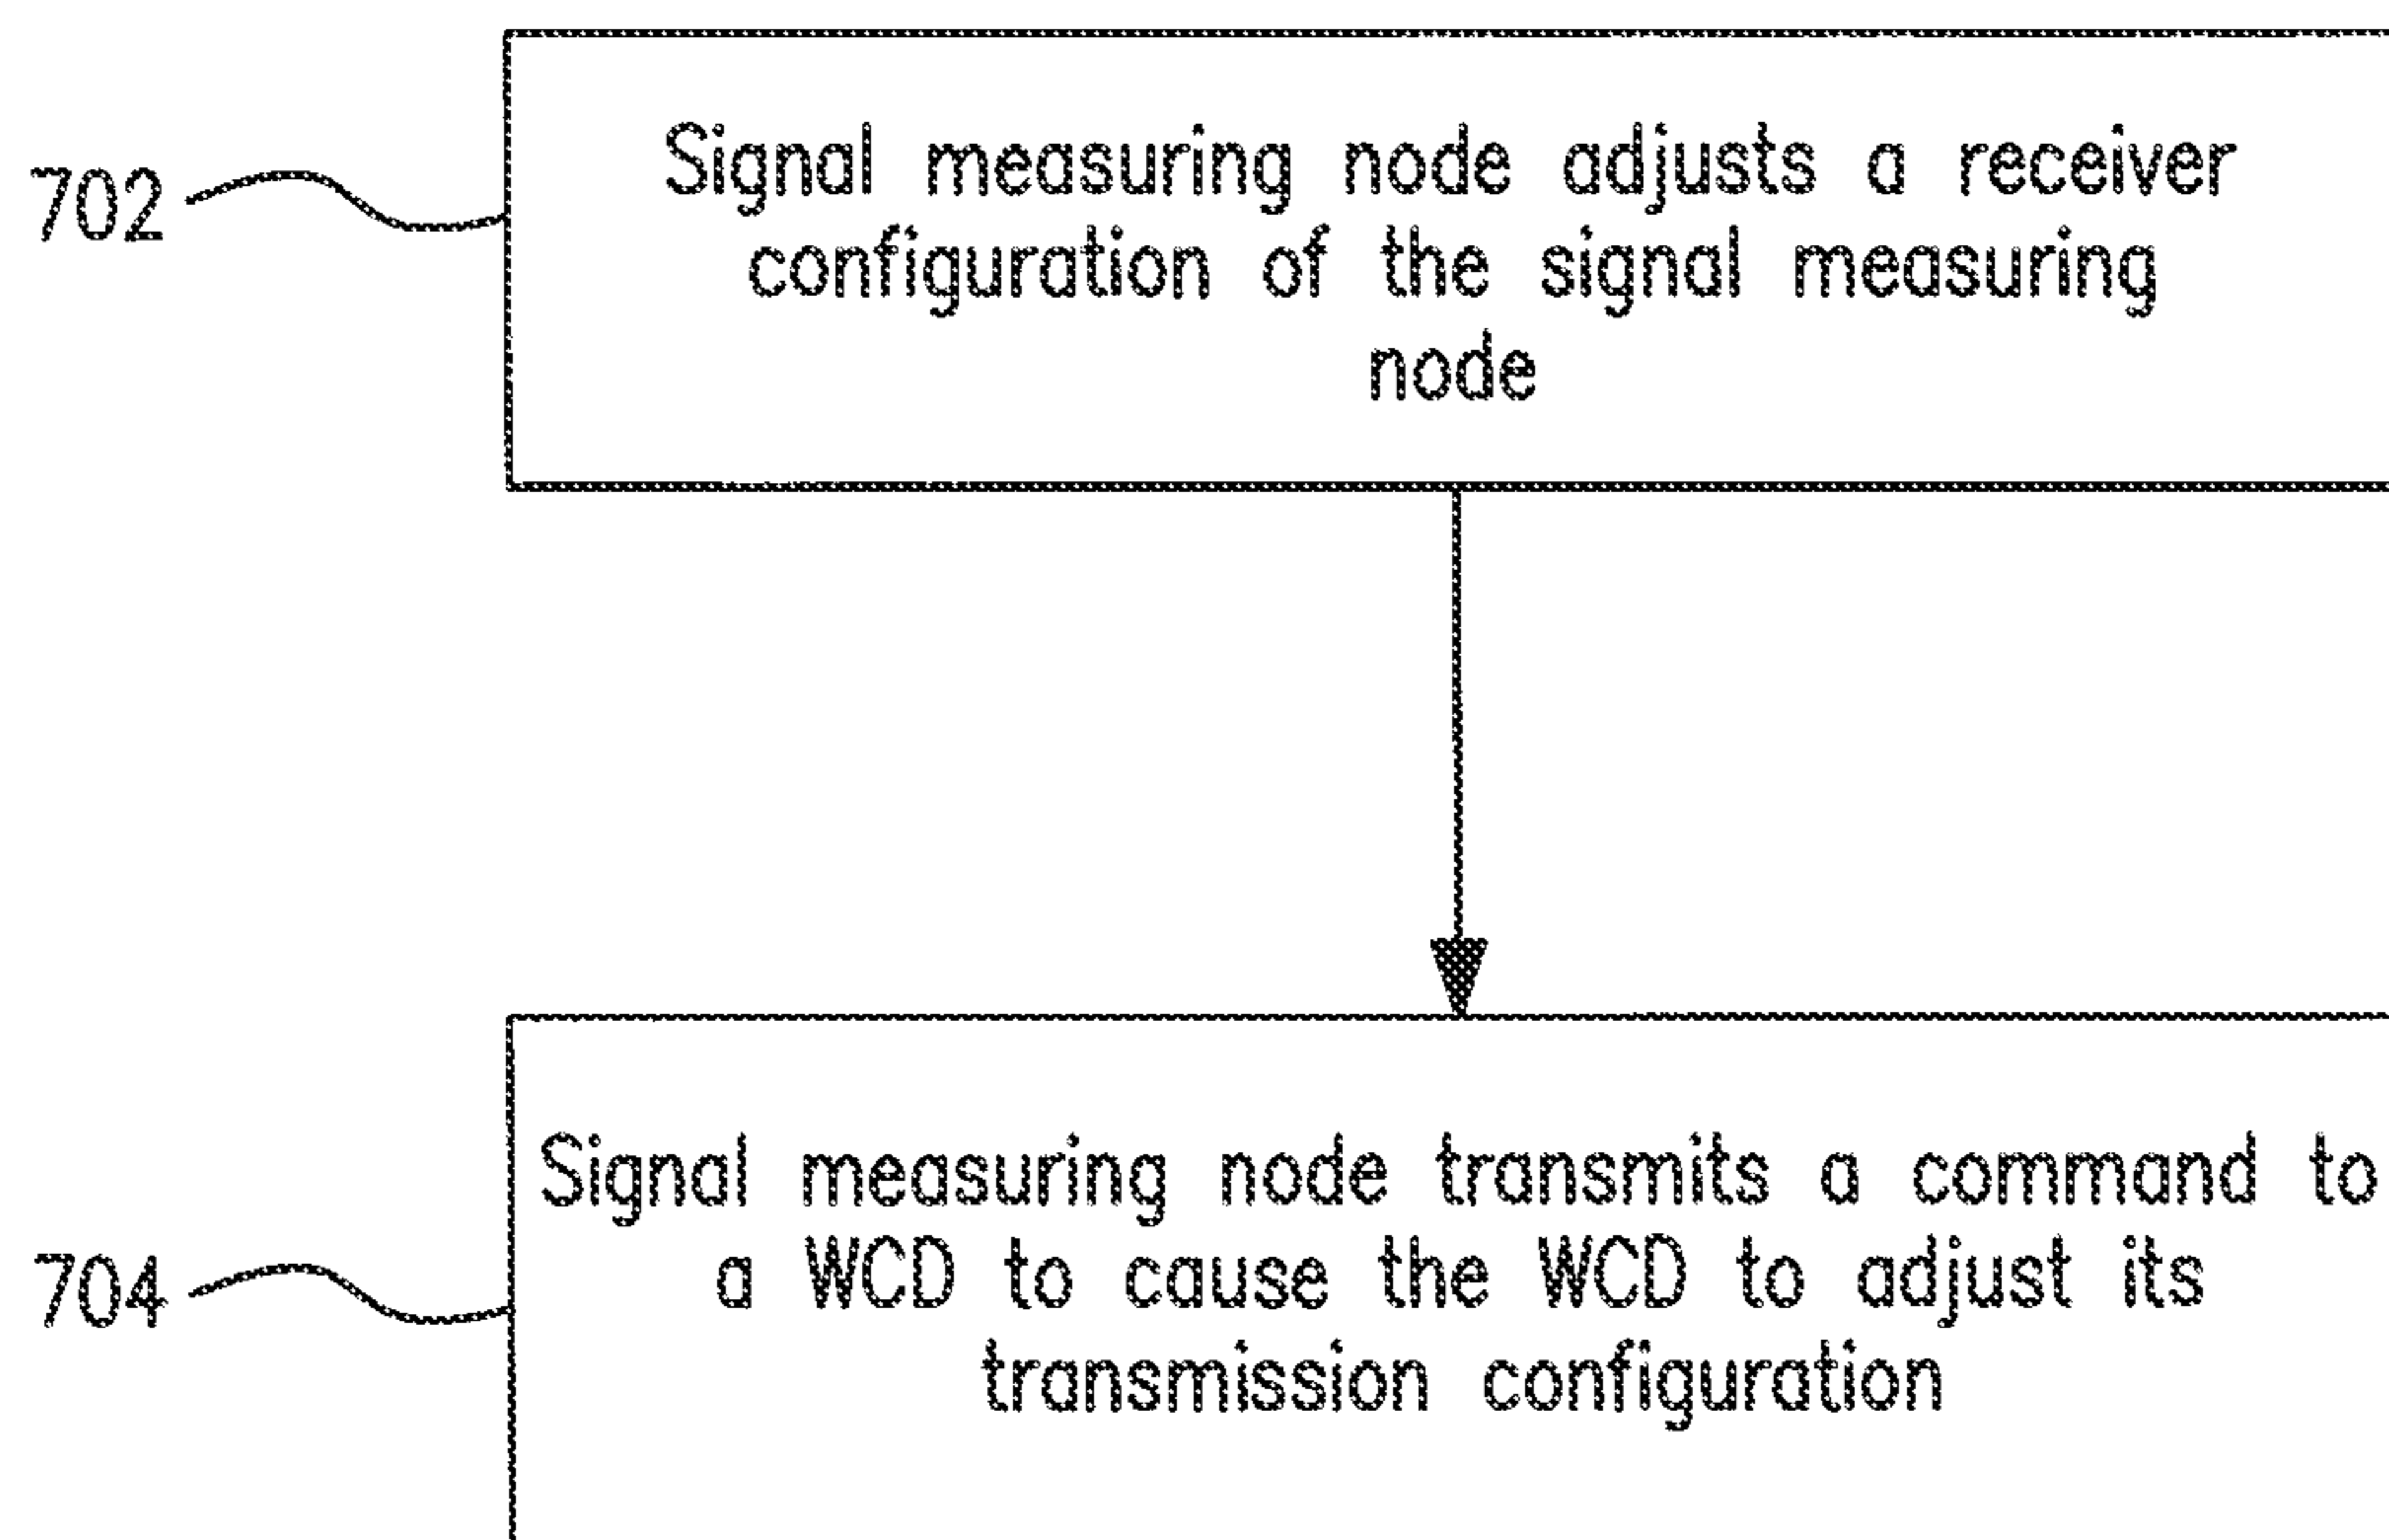 702
Signal measuring node adjusts a receiver
configuration of the signal measuring
node
Signal measuring node transmits a command to
a WCD to cause the WCD to adjust its
transmission configuration
704